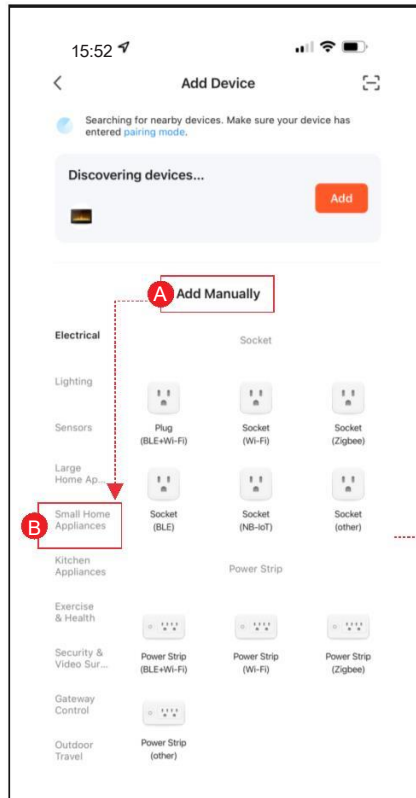 15:52
Add Device
Searching for nearby devices. Make sure your device has
entered pairing mode.
Discovering devices...
Add
A
Add Manually
Electrical
Lighting
Sensors
Large
Home Ap...
B
Small Home
Appliances
Kitchen
Appliances
Exercise
& Health
Security &
Video Sur...
Gateway
Control
Outdoor
Travel
Socket
Plug
(BLE+Wi-Fi)
Socket
(Wi-Fi)
Socket
(Zigbee)
Socket
(BLE)
Socket
(NB-IoT)
Socket
(other)
Power Strip
Power Strip
(BLE+Wi-Fi)
Power Strip
(Wi-Fi)
Power Strip
(Zigbee)
Power Strip
(other)